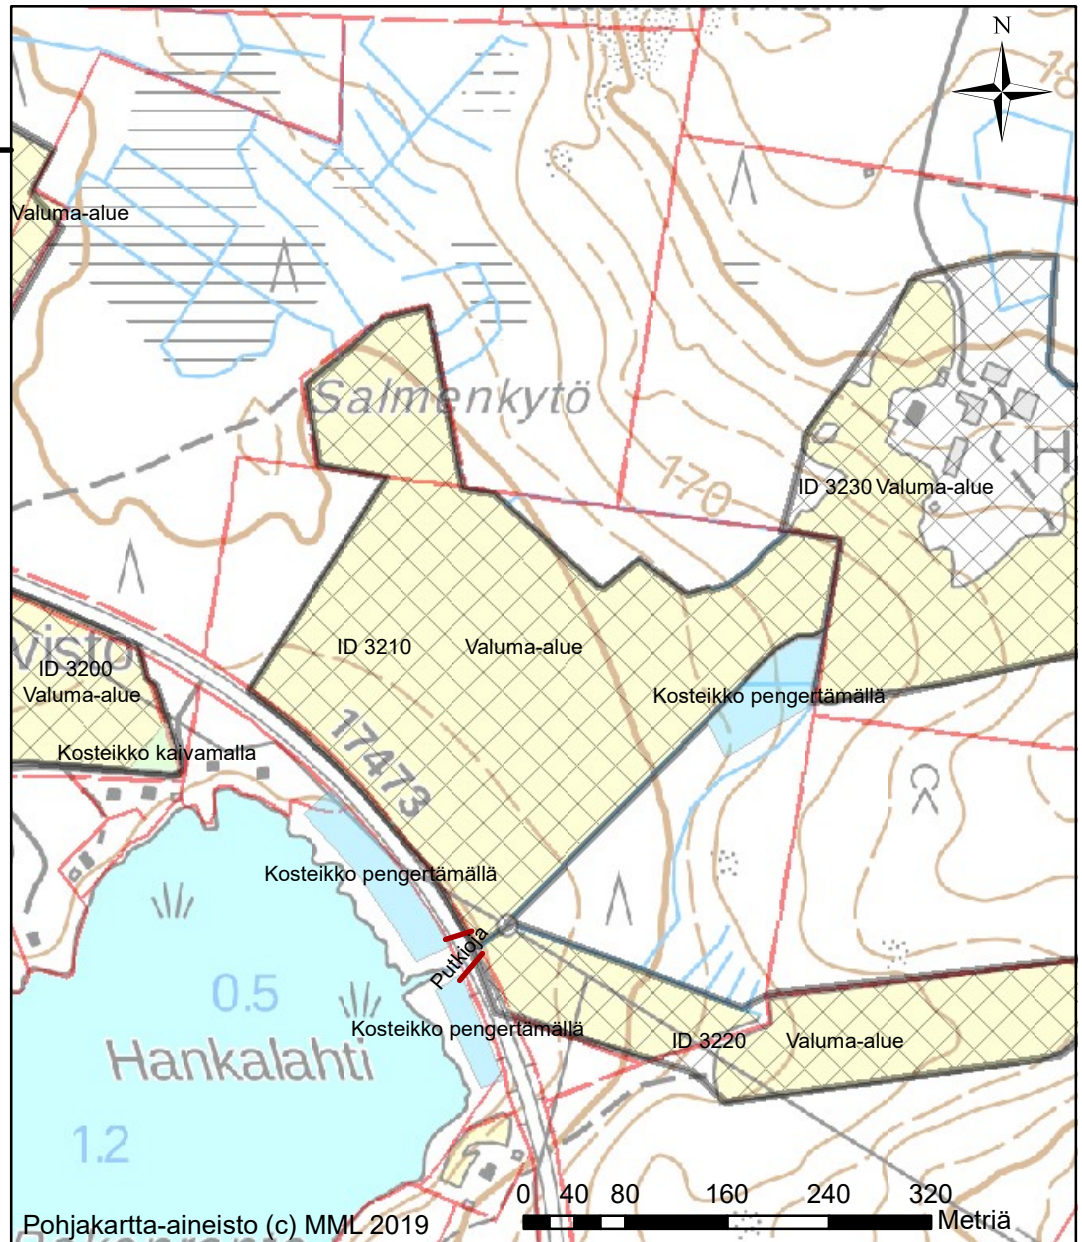 N
Valuma-alue
Salmenkytö
170
ID 3230 Valuma-alue
H
ID 3210 Valuma-alue
visto
ID 3200
Valuma-alue
Kosteikko pengertämällä
Kosteikko kaivamalla
17473
Kosteikko pengertämällä
Putkioja
0.5
Kosteikko pengertämällä
ID 3220 Valuma-alue
Hankalahti
1.2
0 40 80 160 240 320
Metriä
Pohjakartta-aineisto (c) MML 2019